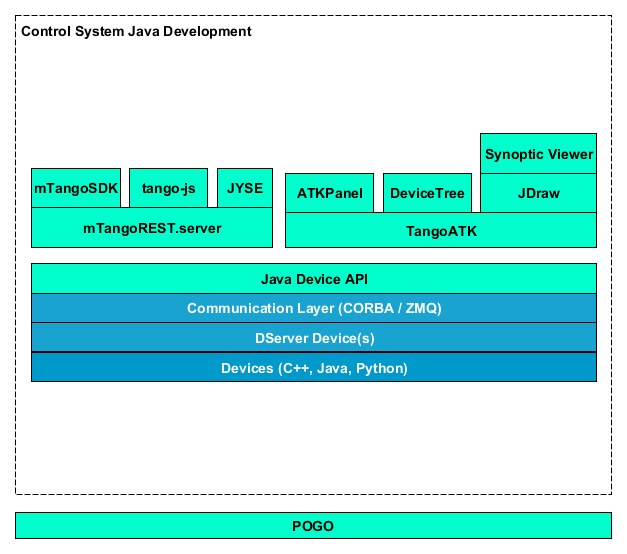 Control System Java Development
Synoptic Viewer
mTangoSDK
tango-js
JYSE
ATKPanel
DeviceTree
JDraw
mTangoREST.server
TangoATK
Java Device API
Communication Layer (CORBA / ZMQ)
DServer Device(s)
Devices (C++, Java, Python)
POGO